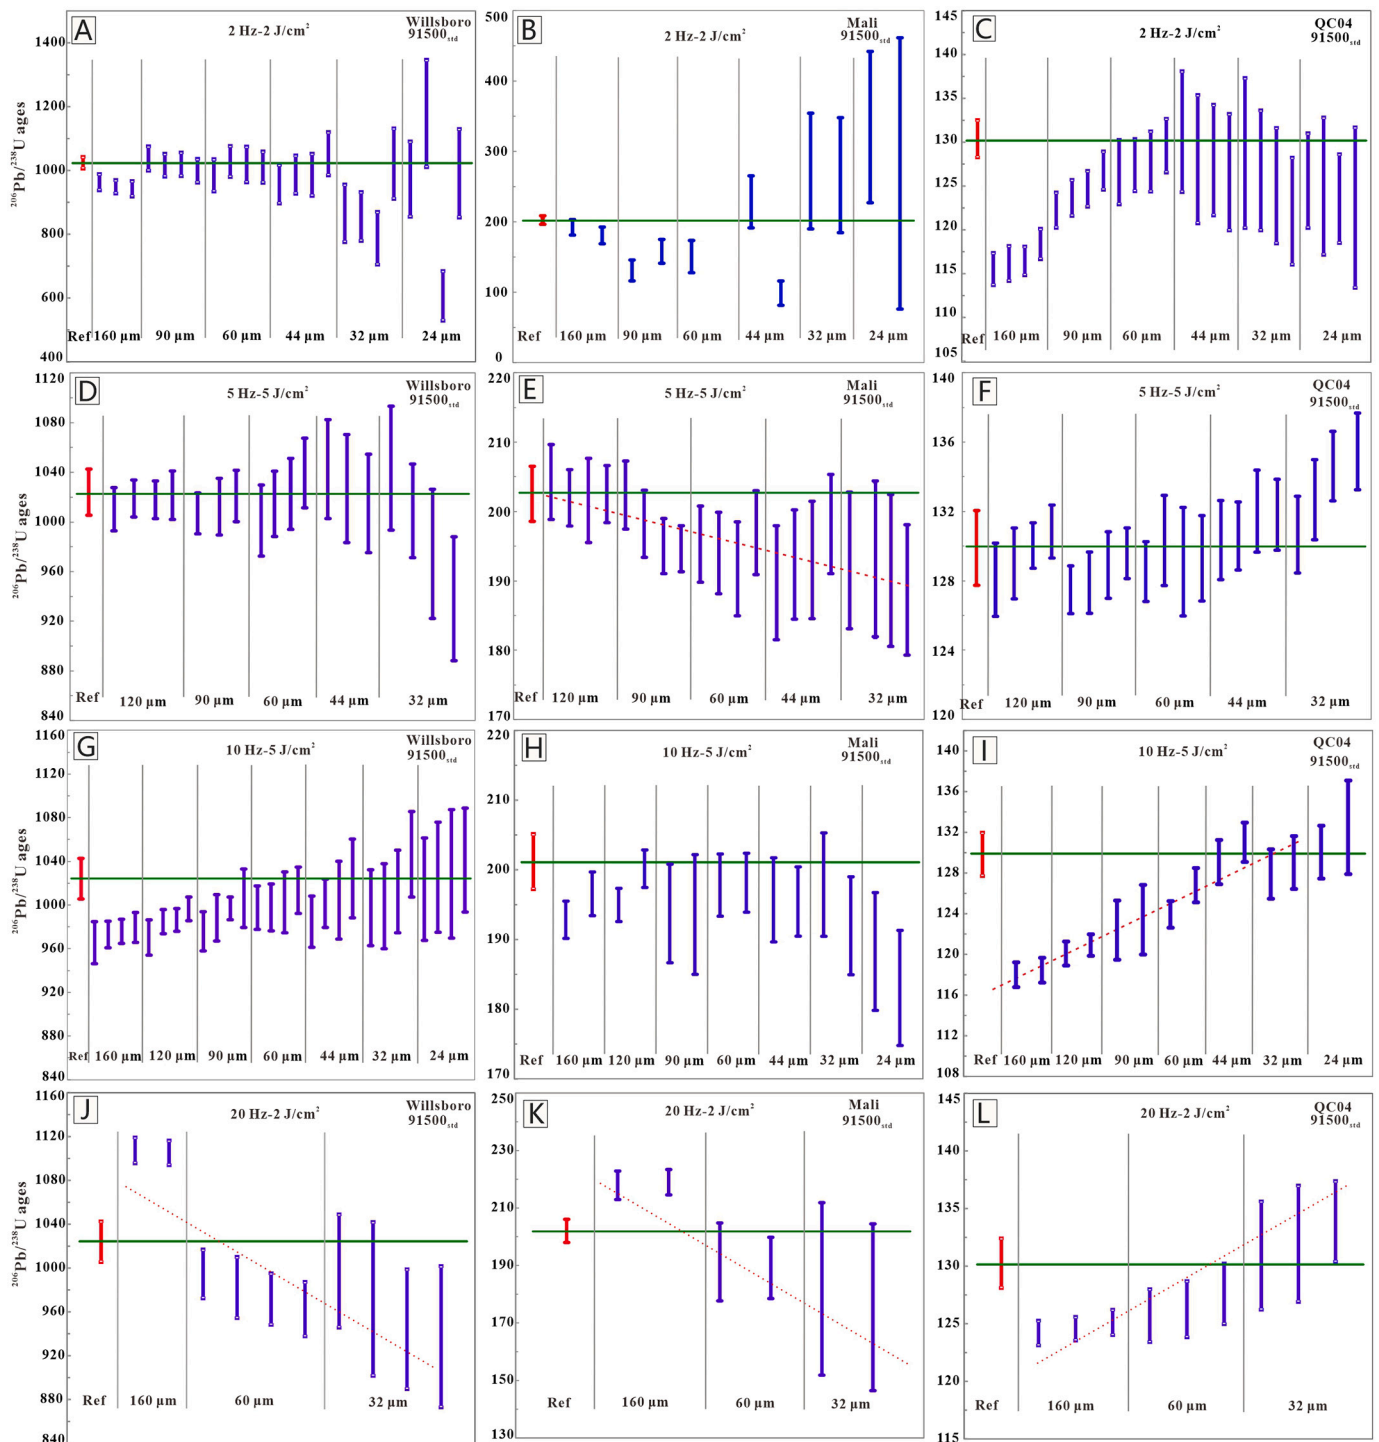 A
2 Hz-2 J/cm²
Willsboro
91500std
1400
1200
1000
800
600
400
²⁰⁶Pb/²³⁸U ages
Ref 160 μm 90 μm 60 μm 44 μm 32 μm 24 μm
B
2 Hz-2 J/cm²
Mali
91500std
500
400
300
200
100
0
Ref 160 μm 90 μm 60 μm 44 μm 32 μm 24 μm
C
2 Hz-2 J/cm²
QC04
91500std
145
140
135
130
125
120
115
110
105
Ref 160 μm 90 μm 60 μm 44 μm 32 μm 24 μm
D
5 Hz-5 J/cm²
Willsboro
91500std
1120
1080
1040
1000
960
920
880
840
²⁰⁶Pb/²³⁸U ages
Ref 120 μm 90 μm 60 μm 44 μm 32 μm
E
5 Hz-5 J/cm²
Mali
91500std
220
210
200
190
180
170
Ref 120 μm 90 μm 60 μm 44 μm 32 μm
F
5 Hz-5 J/cm²
QC04
91500std
140
136
132
128
124
120
Ref 120 μm 90 μm 60 μm 44 μm 32 μm
G
10 Hz-5 J/cm²
Willsboro
91500std
1160
1120
1080
1040
1000
960
920
880
840
²⁰⁶Pb/²³⁸U ages
Ref 160 μm 120 μm 90 μm 60 μm 44 μm 32 μm 24 μm
H
10 Hz-5 J/cm²
Mali
91500std
220
210
200
190
180
170
Ref 160 μm 120 μm 90 μm 60 μm 44 μm 32 μm 24 μm
I
10 Hz-5 J/cm²
QC04
91500std
140
136
132
128
124
120
116
112
108
Ref 160 μm 120 μm 90 μm 60 μm 44 μm 32 μm 24 μm
J
20 Hz-2 J/cm²
Willsboro
91500std
1160
1120
1080
1040
1000
960
920
880
840
²⁰⁶Pb/²³⁸U ages
Ref 160 μm 60 μm 32 μm
K
20 Hz-2 J/cm²
Mali
91500std
250
230
210
190
170
150
130
Ref 160 μm 60 μm 32 μm
L
20 Hz-2 J/cm²
QC04
91500std
145
140
135
130
125
120
115
Ref 160 μm 60 μm 32 μm